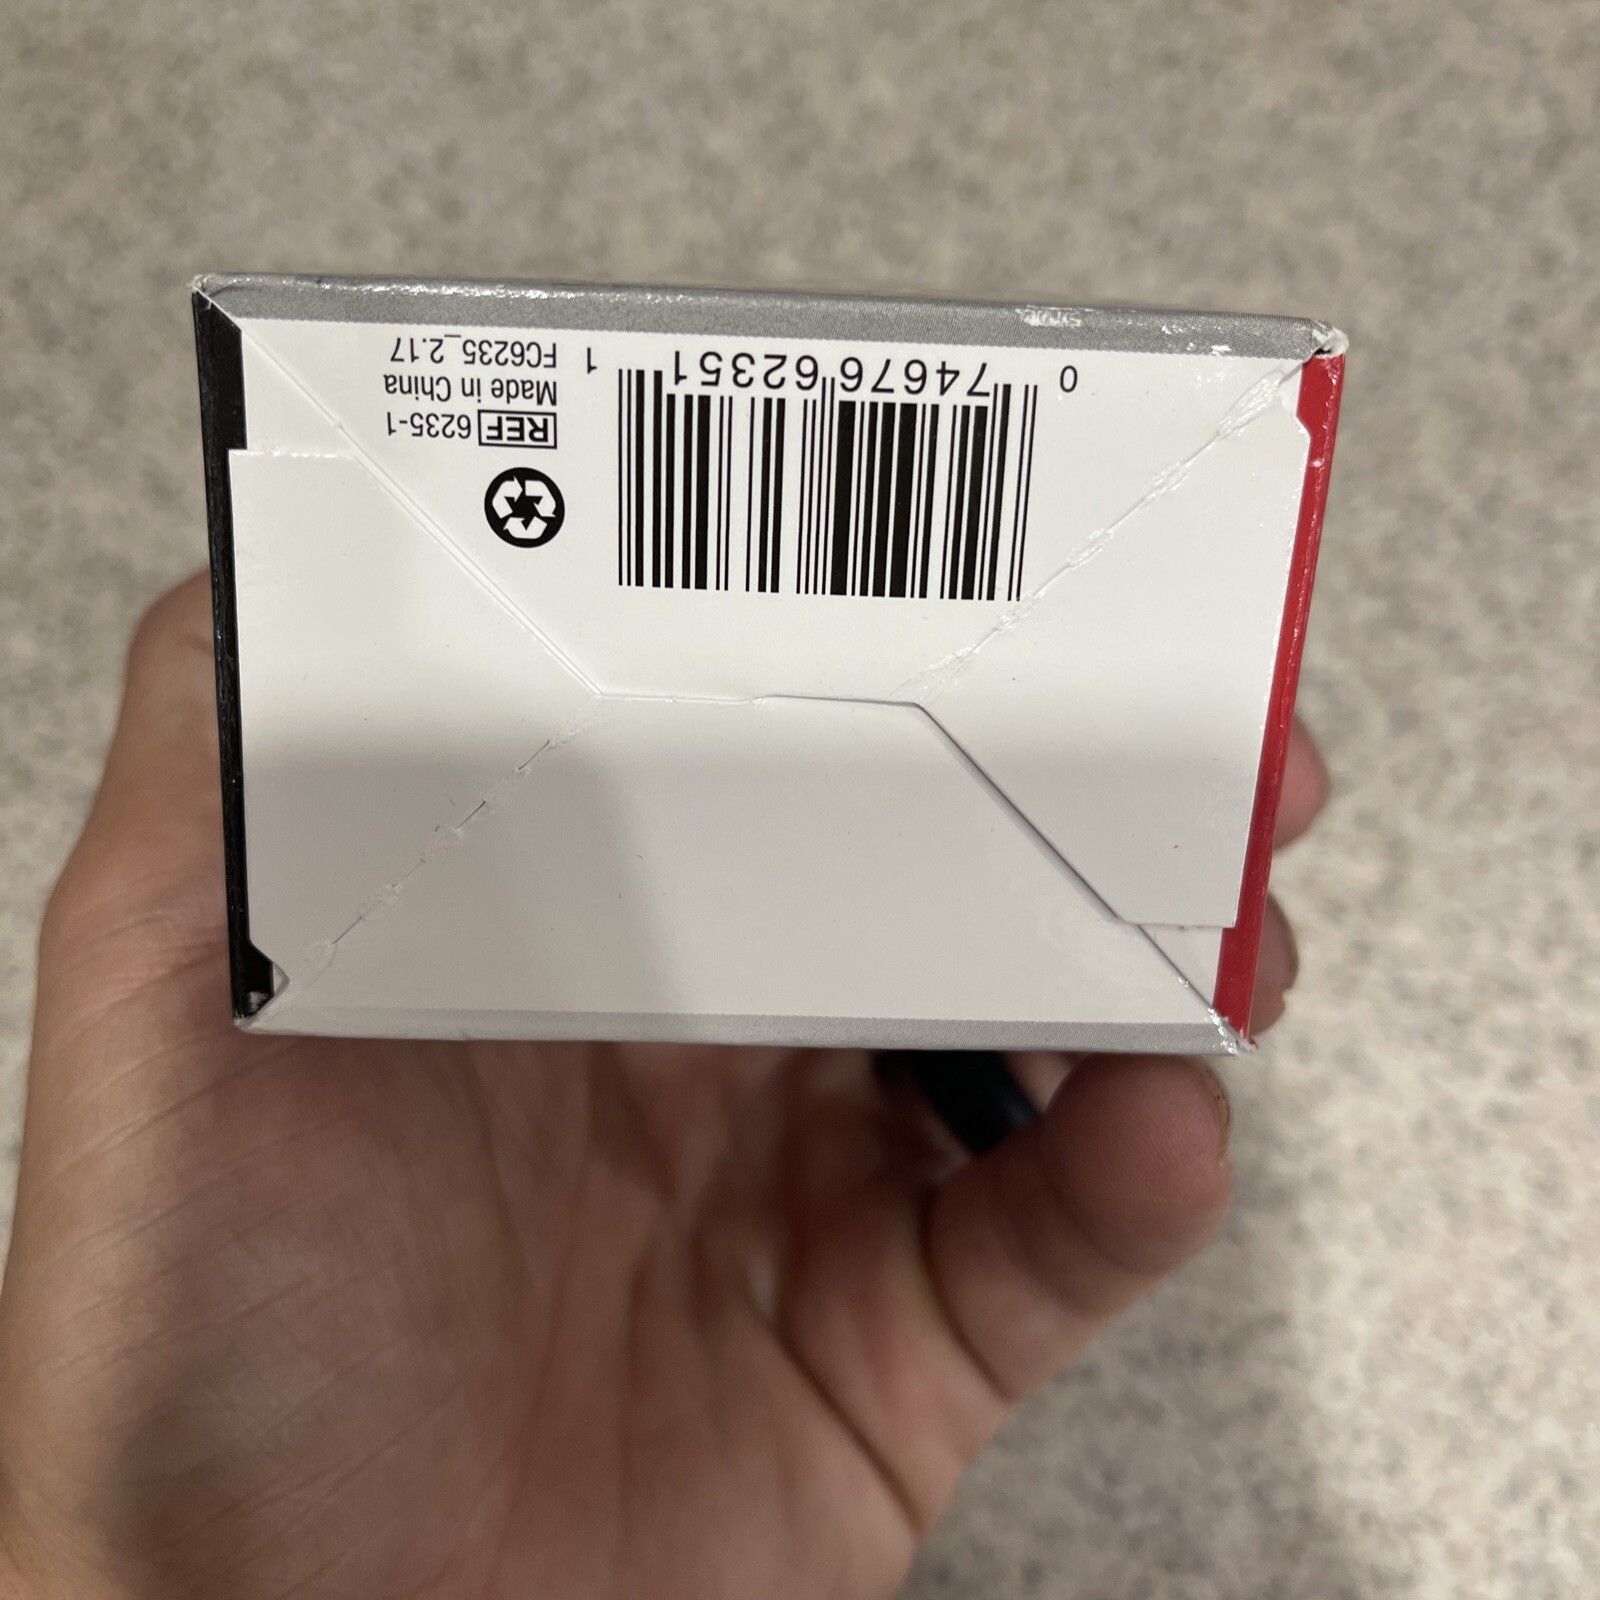 0 74676 62351 1
REF 6235-1
Made in China
FC6235_2.17